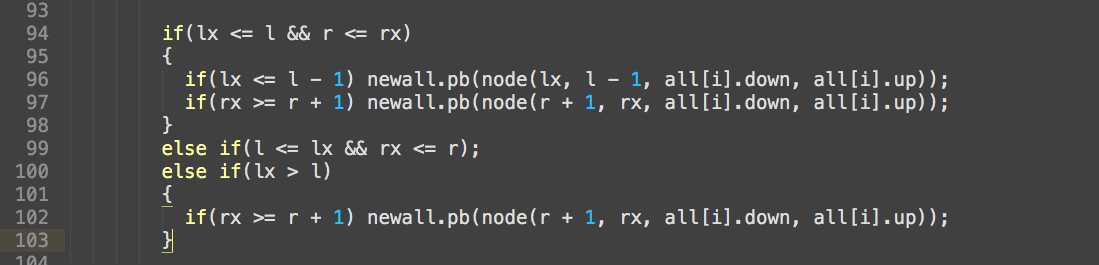 93
94 if(lx <= l && r <= rx)
95 {
96 if(lx <= l - 1) newall.pb(node(lx, l - 1, all[i].down, all[i].up));
97 if(rx >= r + 1) newall.pb(node(r + 1, rx, all[i].down, all[i].up));
98 }
99 else if(l <= lx && rx <= r);
100 else if(lx > l)
101 {
102 if(rx >= r + 1) newall.pb(node(r + 1, rx, all[i].down, all[i].up));
103 }
104